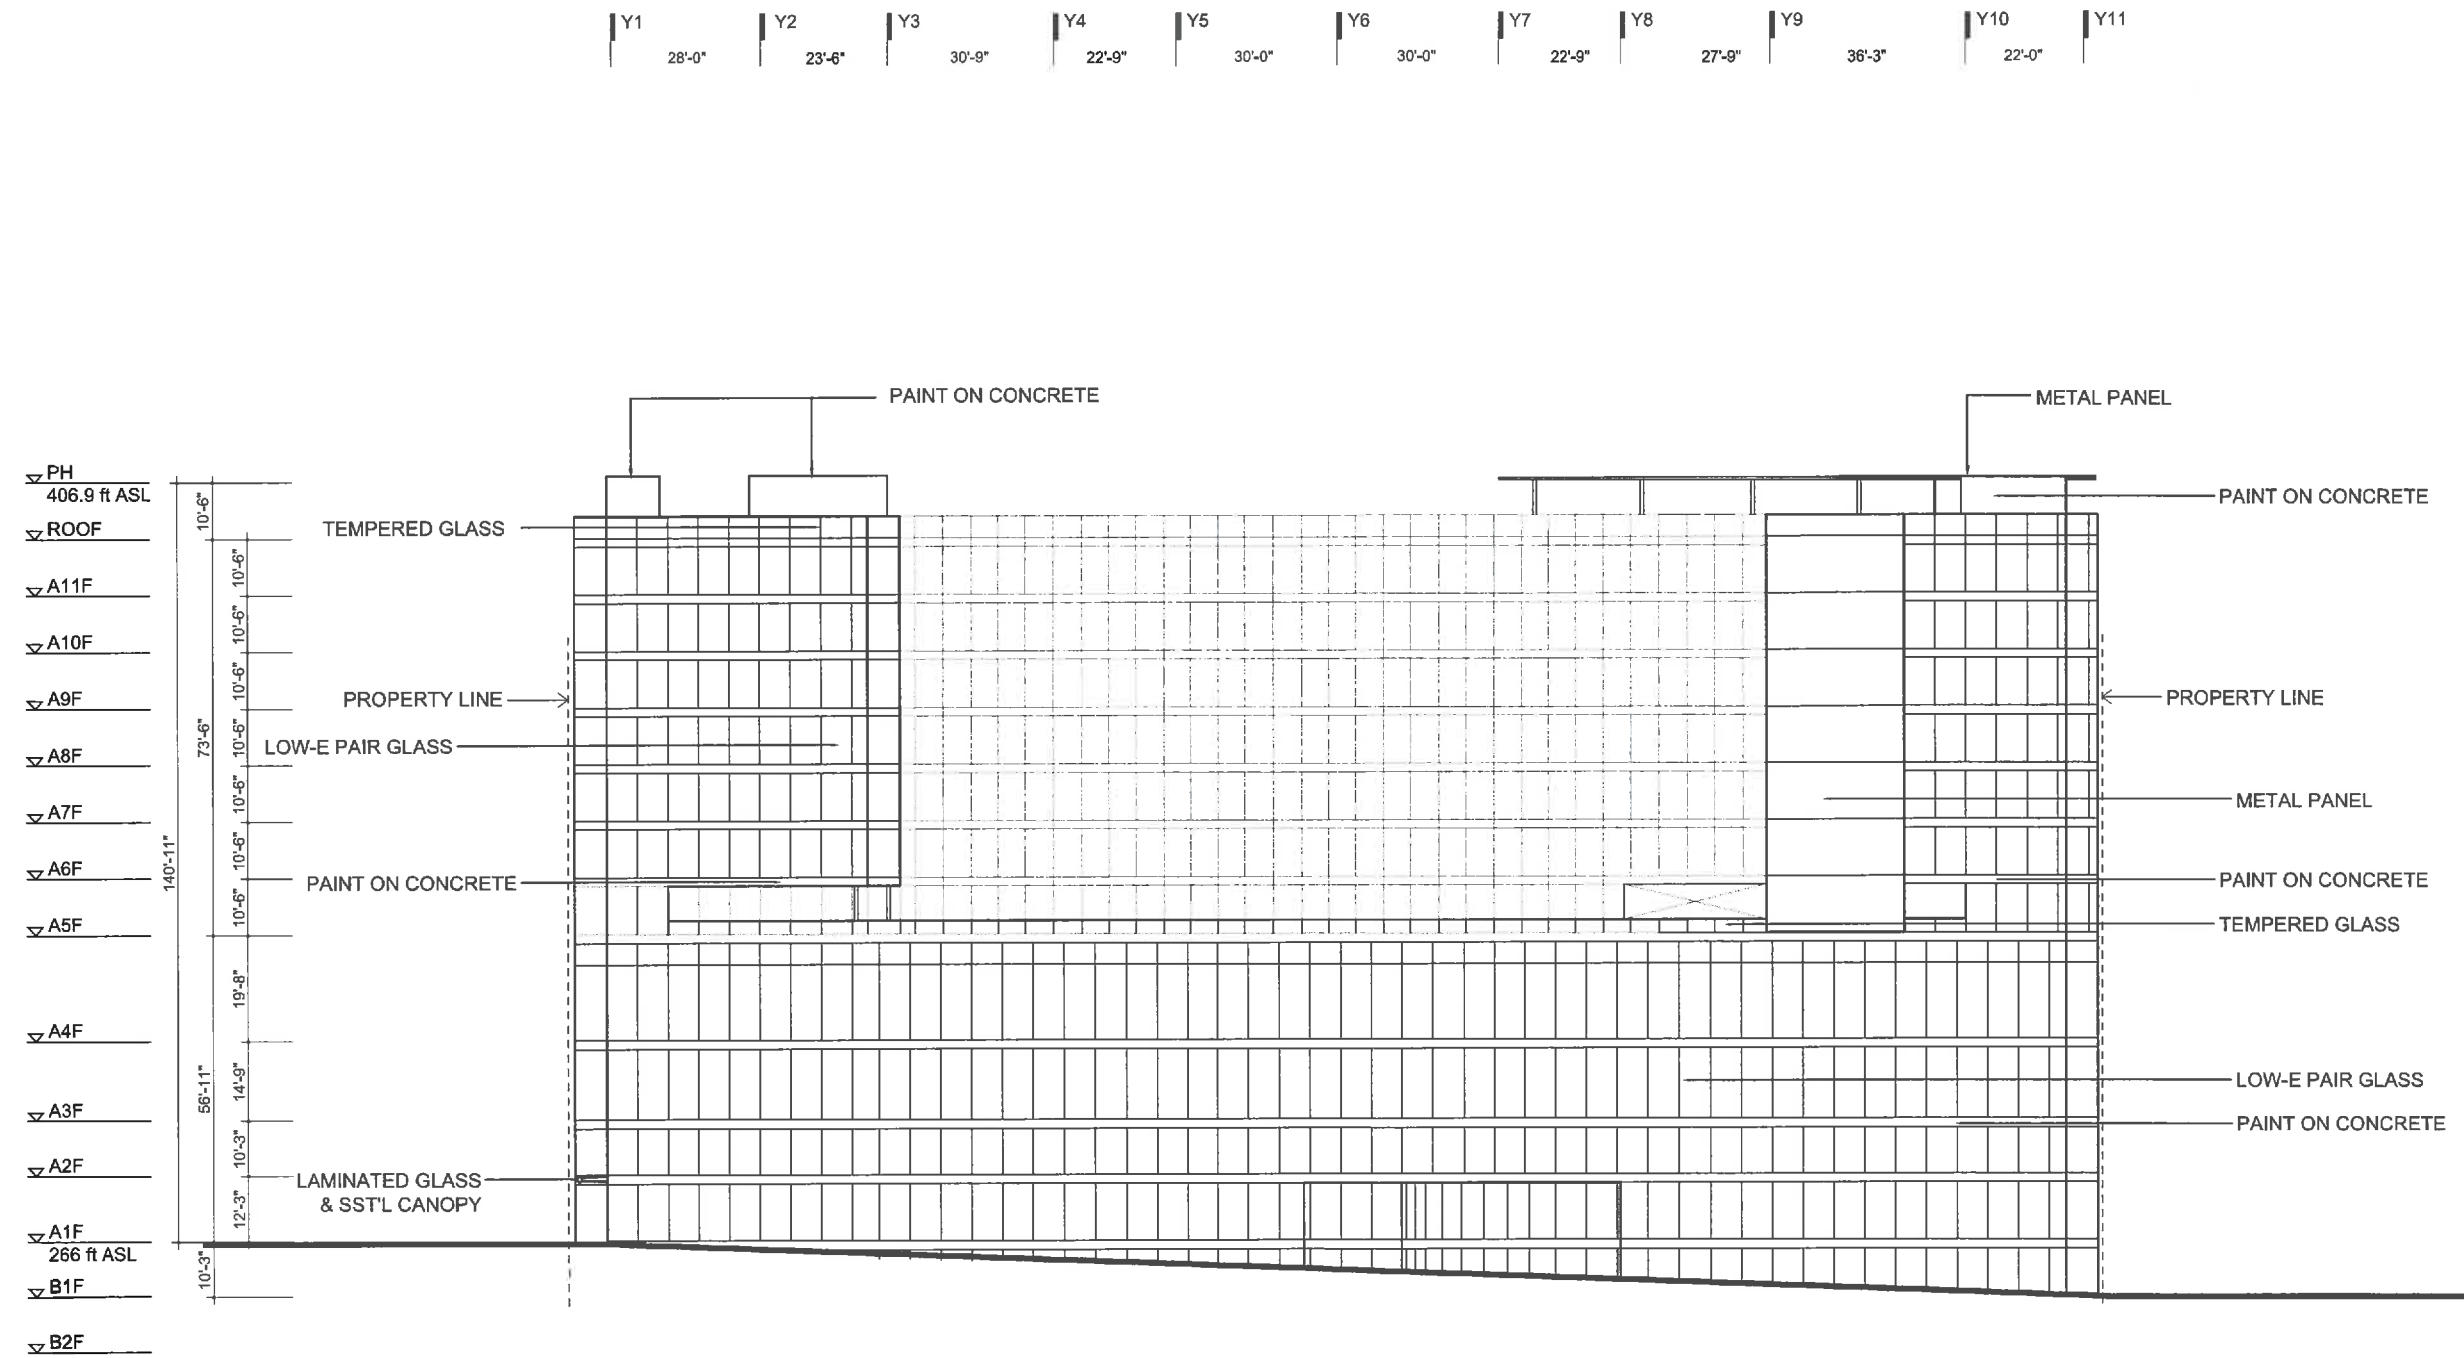 Y1 Y2 Y3 Y4 Y5 Y6 Y7 Y8 Y9 Y10 Y11
28'-0" 23'-6" 30'-9" 22'-9" 30'-0" 30'-0" 22'-9" 27'-9" 36'-3" 22'-0"
PAINT ON CONCRETE
METAL PANEL
PH
406.9 ft ASL
ROOF
A11F
A10F
A9F
A8F
A7F
A6F
A5F
A4F
A3F
A2F
A1F
266 ft ASL
B1F
B2F
140'-11"
10'-6"
73'-6"
56'-11"
10'-3"
10'-6"
10'-6"
10'-6"
10'-6"
10'-6"
10'-6"
10'-6"
19'-8"
14'-9"
10'-3"
12'-3"
TEMPERED GLASS
PROPERTY LINE
LOW-E PAIR GLASS
PAINT ON CONCRETE
LAMINATED GLASS
& SST'L CANOPY
PAINT ON CONCRETE
PROPERTY LINE
METAL PANEL
PAINT ON CONCRETE
TEMPERED GLASS
LOW-E PAIR GLASS
PAINT ON CONCRETE